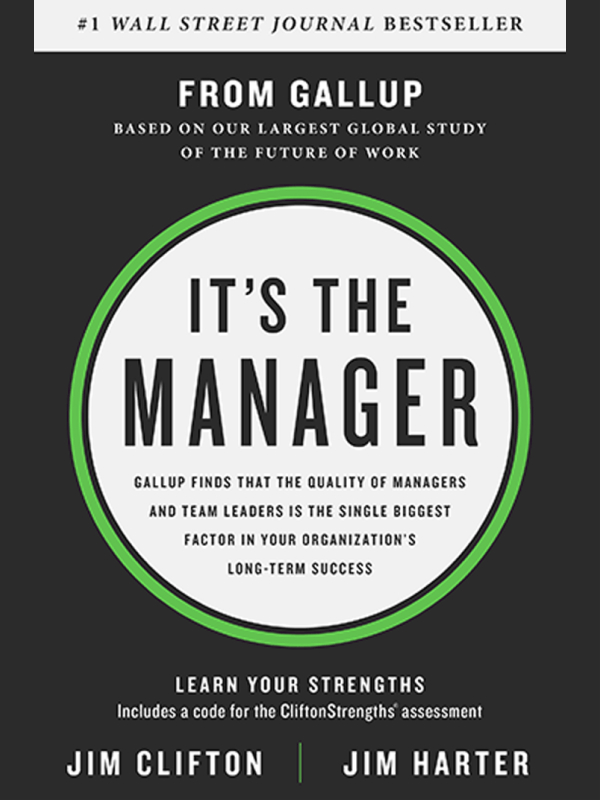 #1 WALL STREET JOURNAL BESTSELLER
FROM GALLUP
BASED ON OUR LARGEST GLOBAL STUDY
OF THE FUTURE OF WORK
IT'S THE
MANAGER
GALLUP FINDS THAT THE QUALITY OF MANAGERS
AND TEAM LEADERS IS THE SINGLE BIGGEST
FACTOR IN YOUR ORGANIZATION'S
LONG-TERM SUCCESS
LEARN YOUR STRENGTHS
Includes a code for the CliftonStrengths® assessment
JIM CLIFTON | JIM HARTER